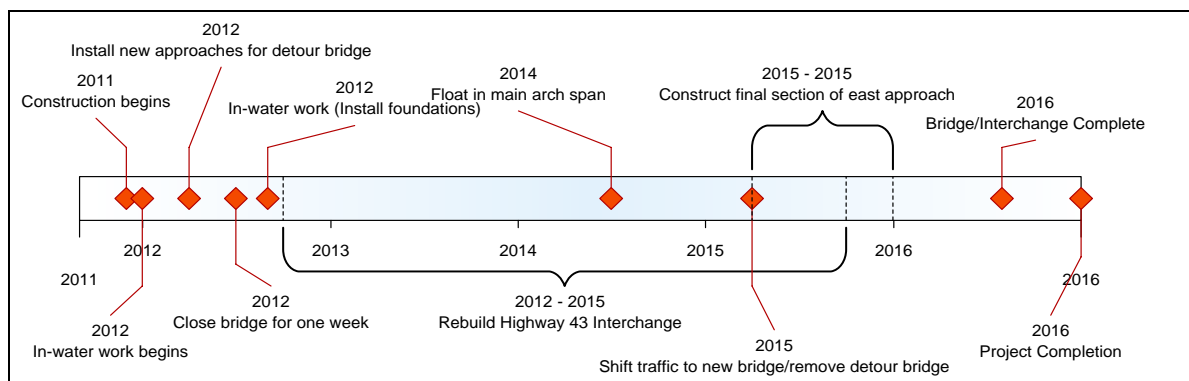 2012
Install new approaches for detour bridge
2011
Construction begins
2012
In-water work (Install foundations)
2014
Float in main arch span
2015 - 2015
Construct final section of east approach
2016
Bridge/Interchange Complete
2012
2013
2014
2015
2016
2011
2016
2012
In-water work begins
2012
Close bridge for one week
2012 - 2015
Rebuild Highway 43 Interchange
2015
Shift traffic to new bridge/remove detour bridge
2016
Project Completion